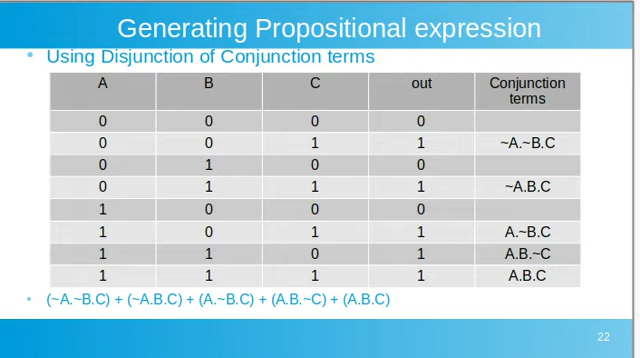 Generating Propositional expression
• Using Disjunction of Conjunction terms
A B C out Conjunction terms
0 0 0 0
0 0 1 1 ~A.~B.C
0 1 0 0
0 1 1 1 ~A.B.C
1 0 0 0
1 0 1 1 A.~B.C
1 1 0 1 A.B.~C
1 1 1 1 A.B.C
• (~A.~B.C) + (~A.B.C) + (A.~B.C) + (A.B.~C) + (A.B.C)
22